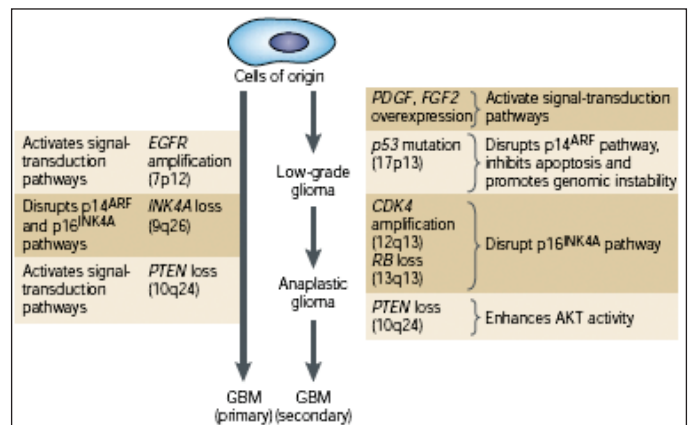 Cells of origin
Activates signal-
transduction
pathways
EGFR
amplification
(7p12)
Disrupts p14ARF
and p16INK4A
pathways
INK4A loss
(9q26)
Activates signal-
transduction
pathways
PTEN loss
(10q24)
Low-grade
glioma
Anaplastic
glioma
GBM
(primary)
GBM
(secondary)
PDGF, FGF2
overexpression
Activate signal-transduction
pathways
p53 mutation
(17p13)
Disrupts p14ARF pathway,
inhibits apoptosis and
promotes genomic instability
CDK4
amplification
(12q13)
RB loss
(13q13)
Disrupt p16INK4A pathway
PTEN loss
(10q24)
Enhances AKT activity